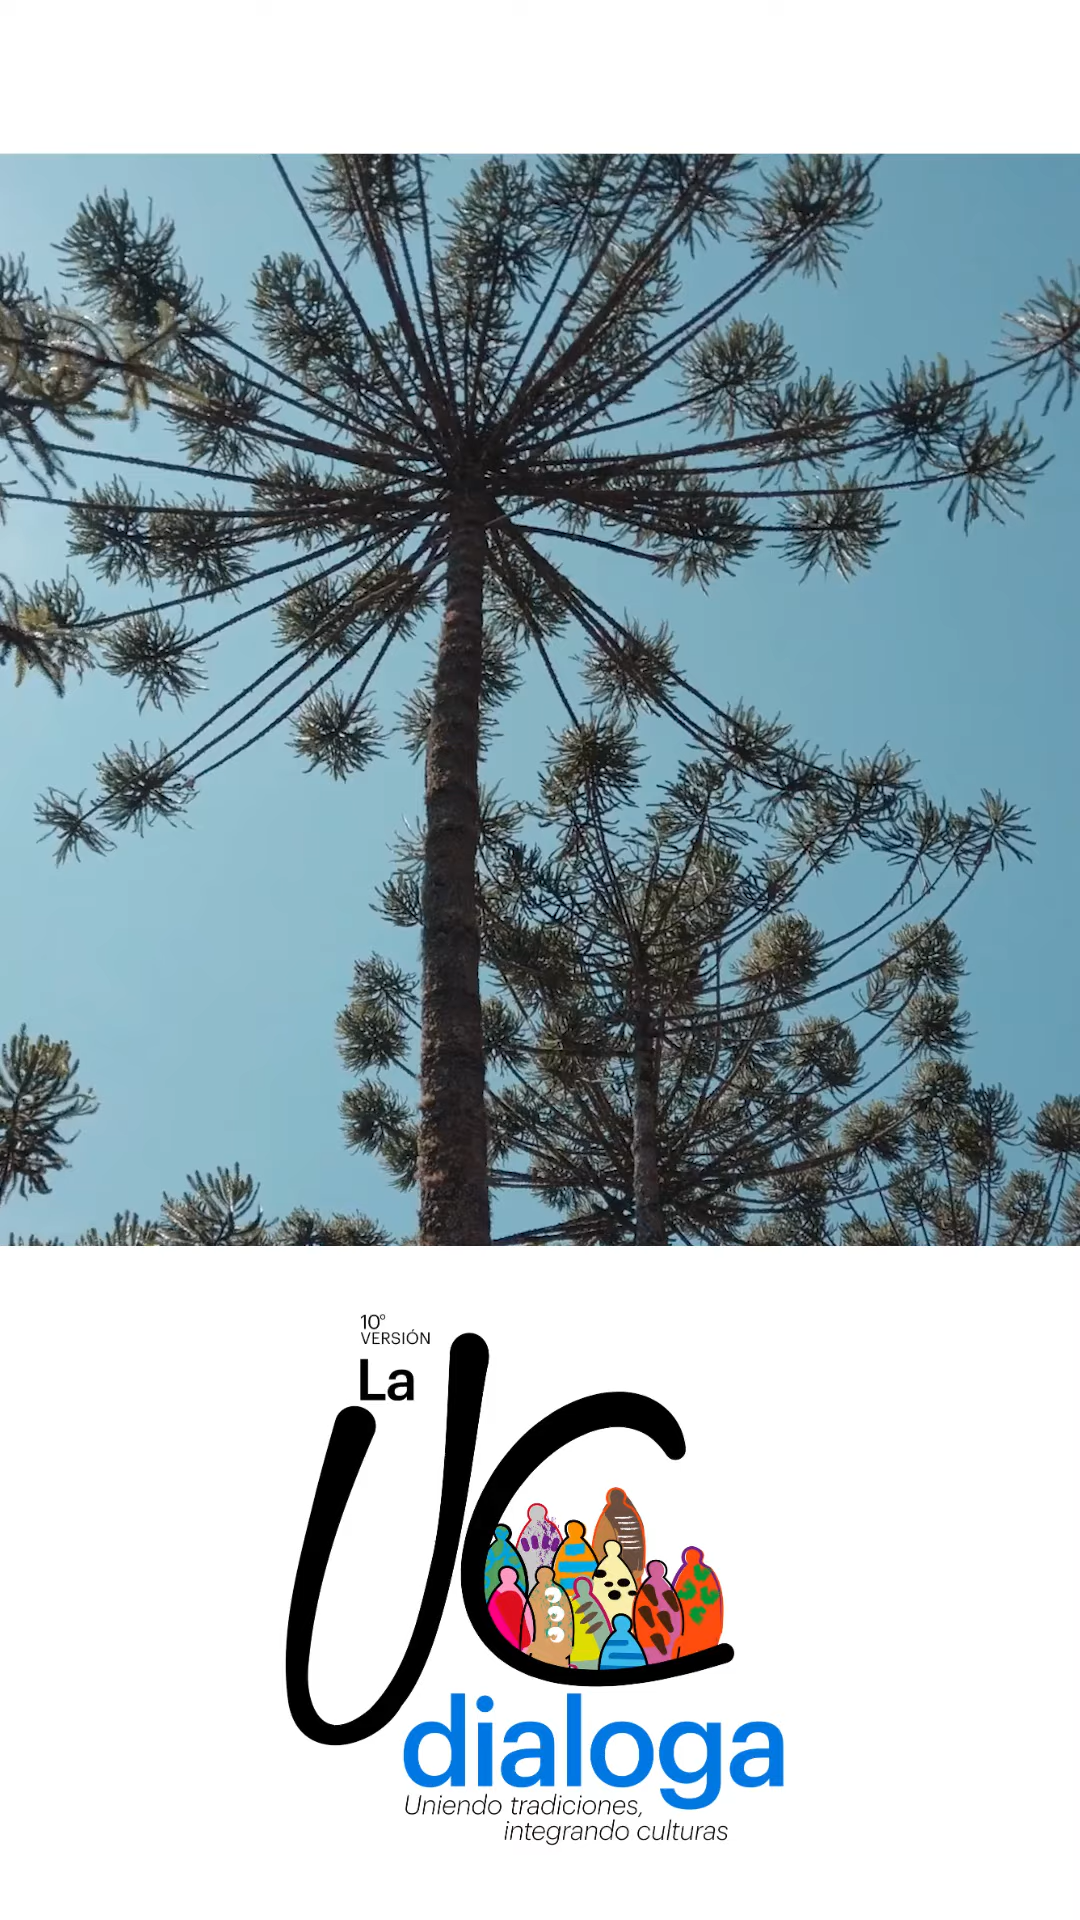 10°
VERSIÓN
La
UC
dialoga
Uniendo tradiciones,
integrando culturas